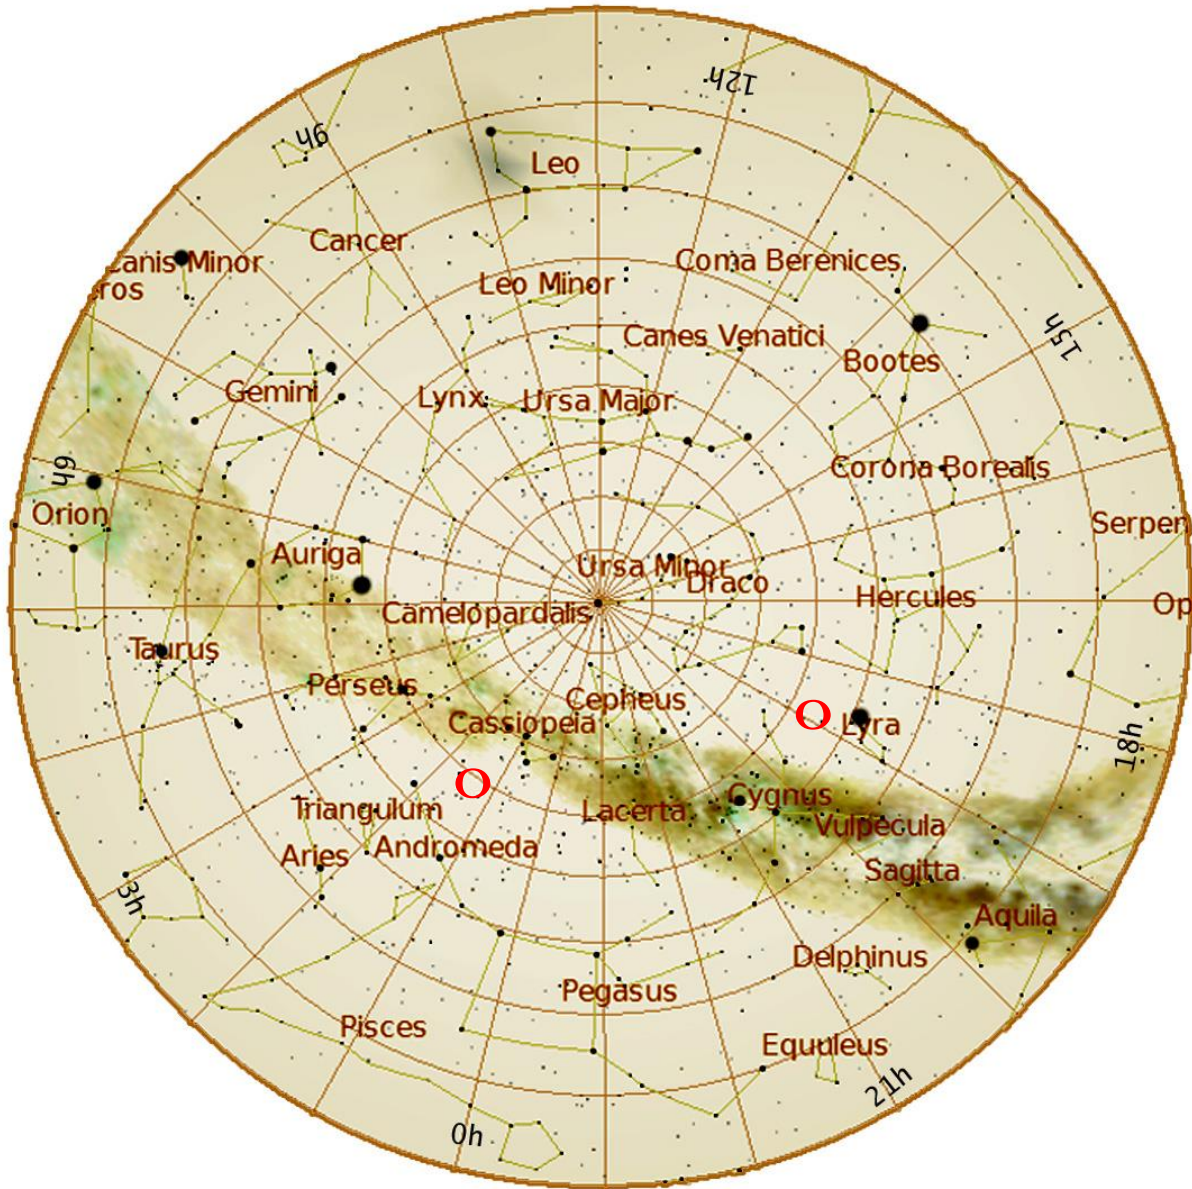 12h
9h
Leo
Cancer
Canis Minor
Coma Berenices
ros
Leo Minor
Canes Venatici
15h
Bootes
Gemini
Lynx
Ursa Major
6h
Corona Borealis
Orion
Serpen
Auriga
Ursa Minor
Draco
Camelopardalis
Hercules
Op
Taurus
Perseus
Cepheus
Cassiopeia
O
Lyra
18h
O
Triangulum
Lacerta
Cygnus
Vulpecula
Aries
Andromeda
Sagitta
3h
Aquila
Delphinus
Pegasus
Pisces
Equuleus
21h
0h